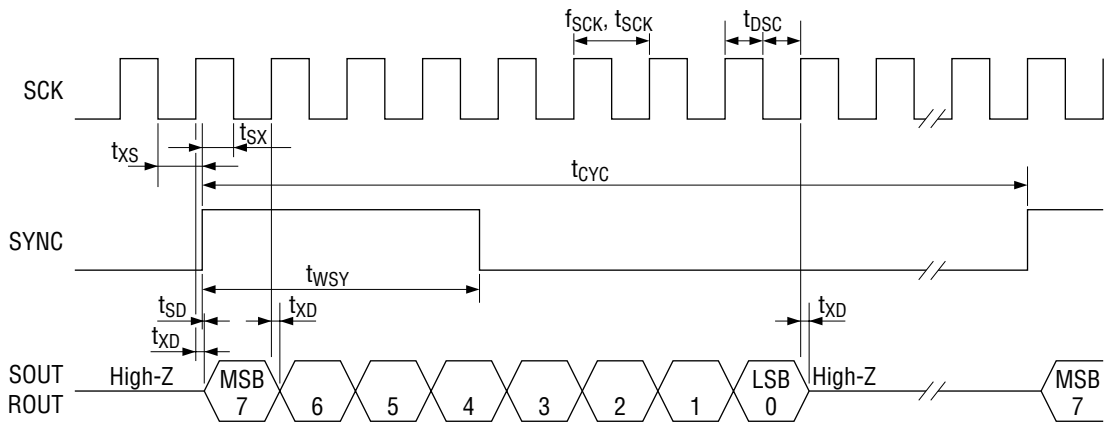 fSCK, tSCK
tDSC
SCK
tSX
tXS
tCYC
SYNC
tWSY
tSD
tXD
tXD
tXD
SOUT
ROUT
High-Z
MSB
7
6
5
4
3
2
1
LSB
0
High-Z
MSB
7